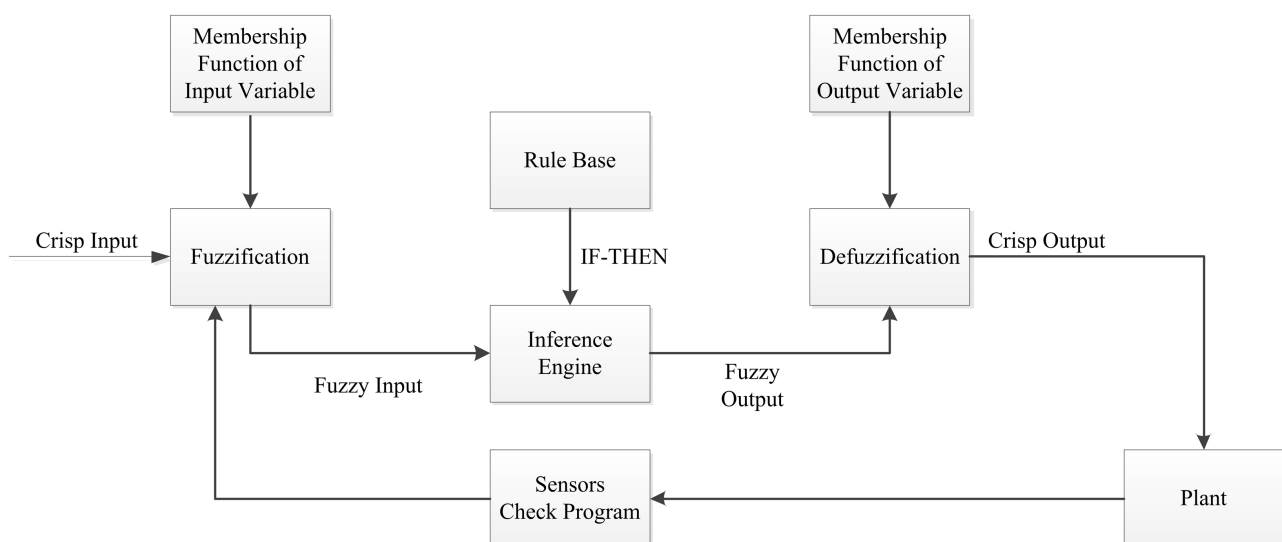 Membership
Function of
Input Variable
Membership
Function of
Output Variable
Rule Base
Crisp Input
Fuzzification
IF-THEN
Defuzzification
Crisp Output
Inference
Engine
Fuzzy Input
Fuzzy
Output
Sensors
Check Program
Plant